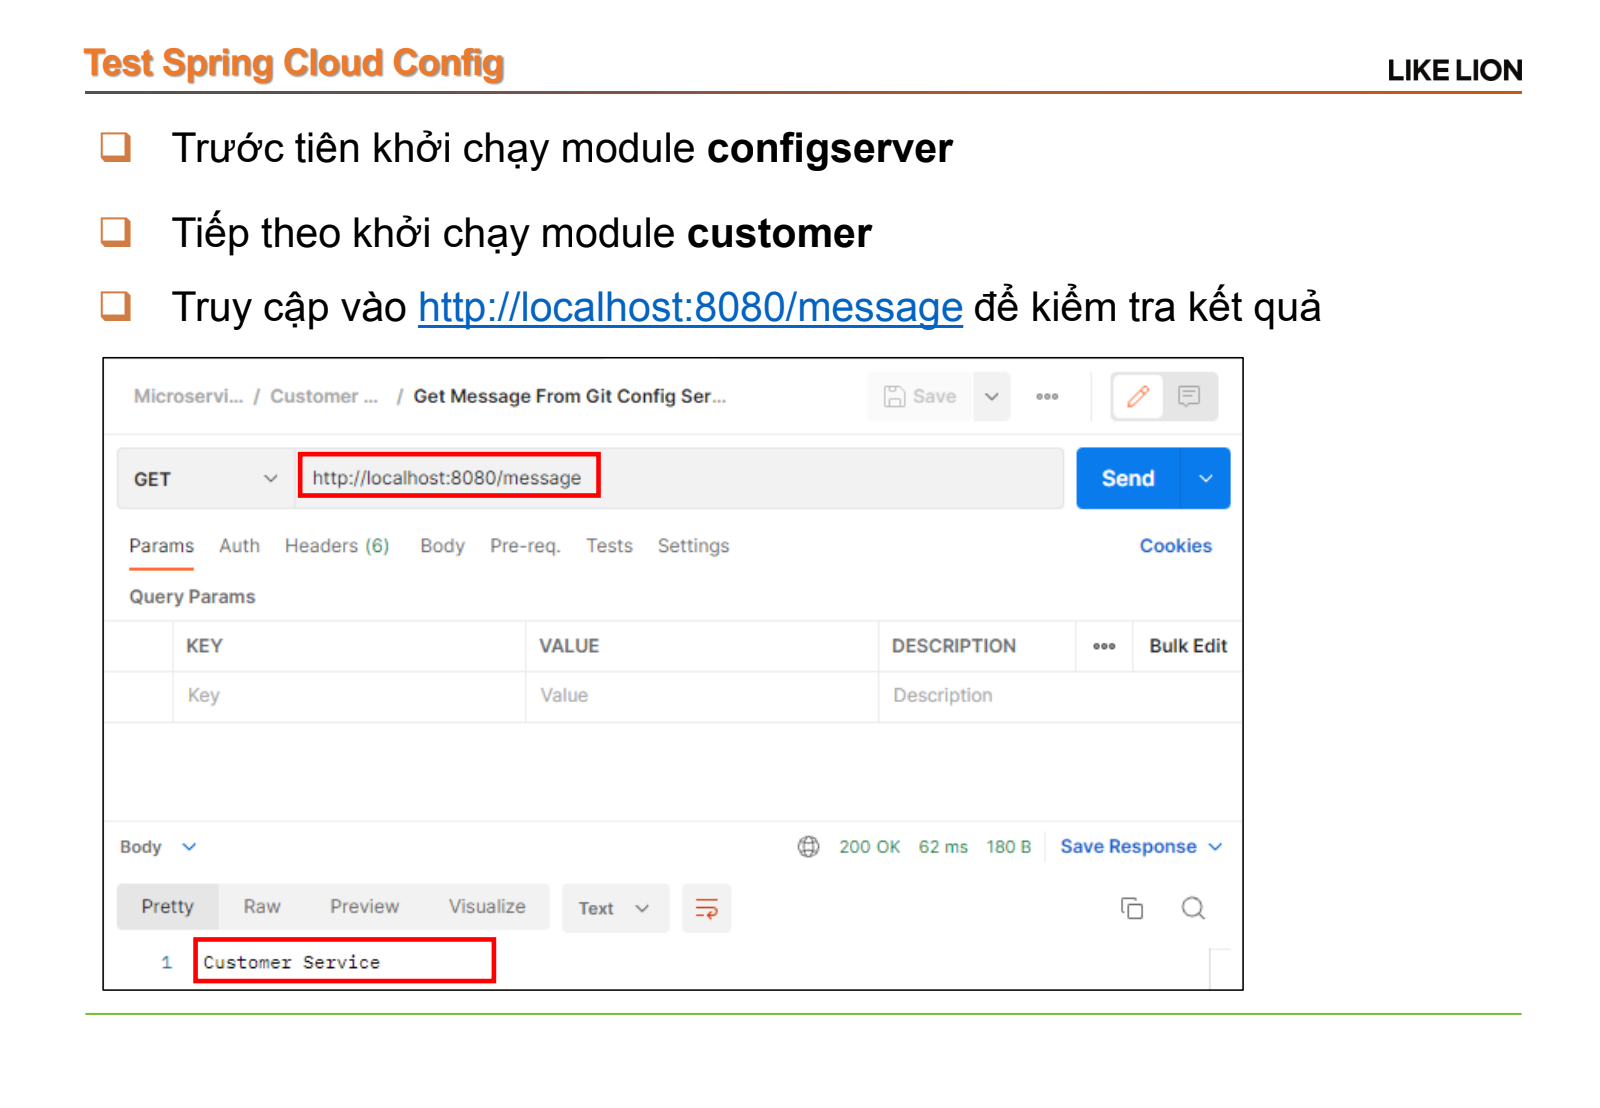 Test Spring Cloud Config
LIKE LION
Trước tiên khởi chạy module configserver
Tiếp theo khởi chạy module customer
Truy cập vào http://localhost:8080/message để kiểm tra kết quả
Microservi... / Customer ... / Get Message From Git Config Ser...
Save
GET http://localhost:8080/message Send
Params Auth Headers (6) Body Pre-req. Tests Settings Cookies
Query Params
KEY VALUE DESCRIPTION Bulk Edit
Key Value Description
Body 200 OK 62 ms 180 B Save Response
Pretty Raw Preview Visualize Text
1 Customer Service